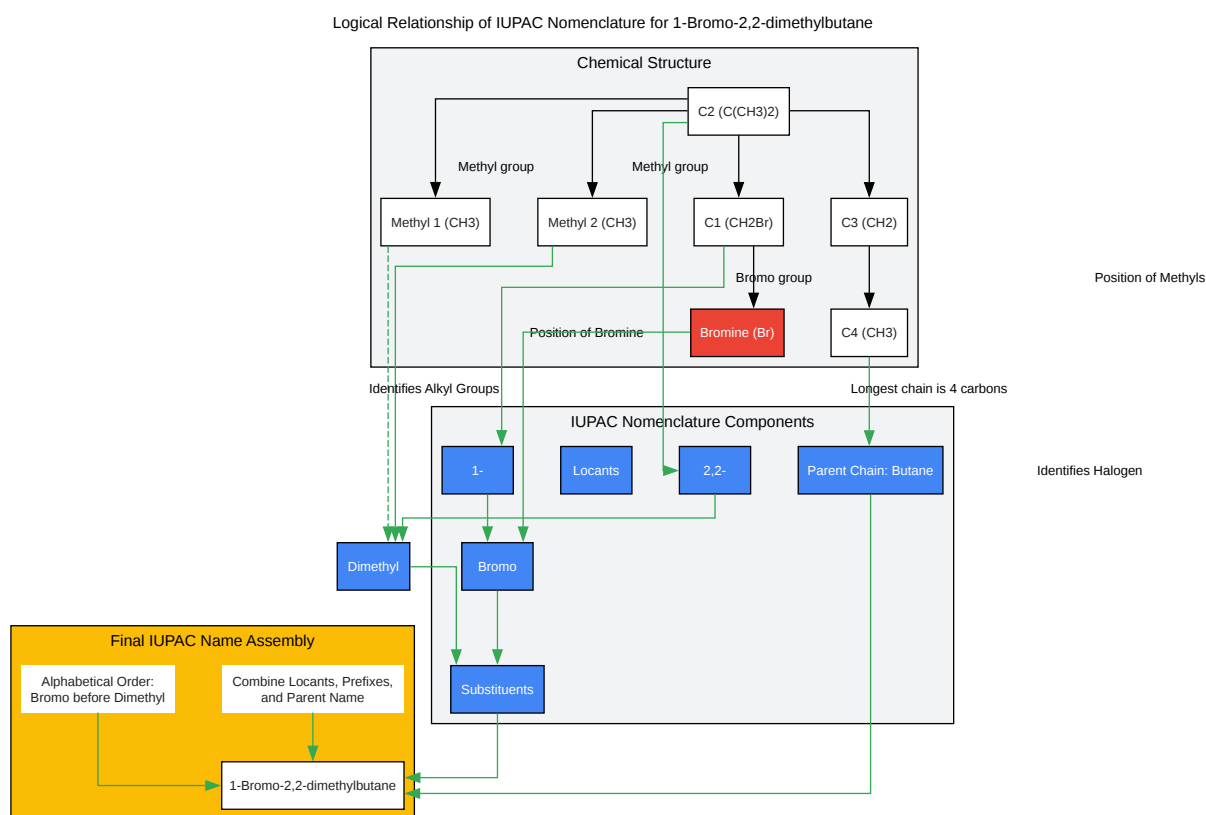 Logical Relationship of IUPAC Nomenclature for 1-Bromo-2,2-dimethylbutane
Chemical Structure
C2 (C(CH3)2)
Methyl group
Methyl group
Methyl 1 (CH3)
Methyl 2 (CH3)
C1 (CH2Br)
C3 (CH2)
Bromo group
Position of Methyls
Position of Bromine
Bromine (Br)
C4 (CH3)
Identifies Alkyl Groups
Longest chain is 4 carbons
IUPAC Nomenclature Components
1-
Locants
2,2-
Parent Chain: Butane
Identifies Halogen
Dimethyl
Bromo
Final IUPAC Name Assembly
Alphabetical Order:
Bromo before Dimethyl
Combine Locants, Prefixes,
and Parent Name
Substituents
1-Bromo-2,2-dimethylbutane